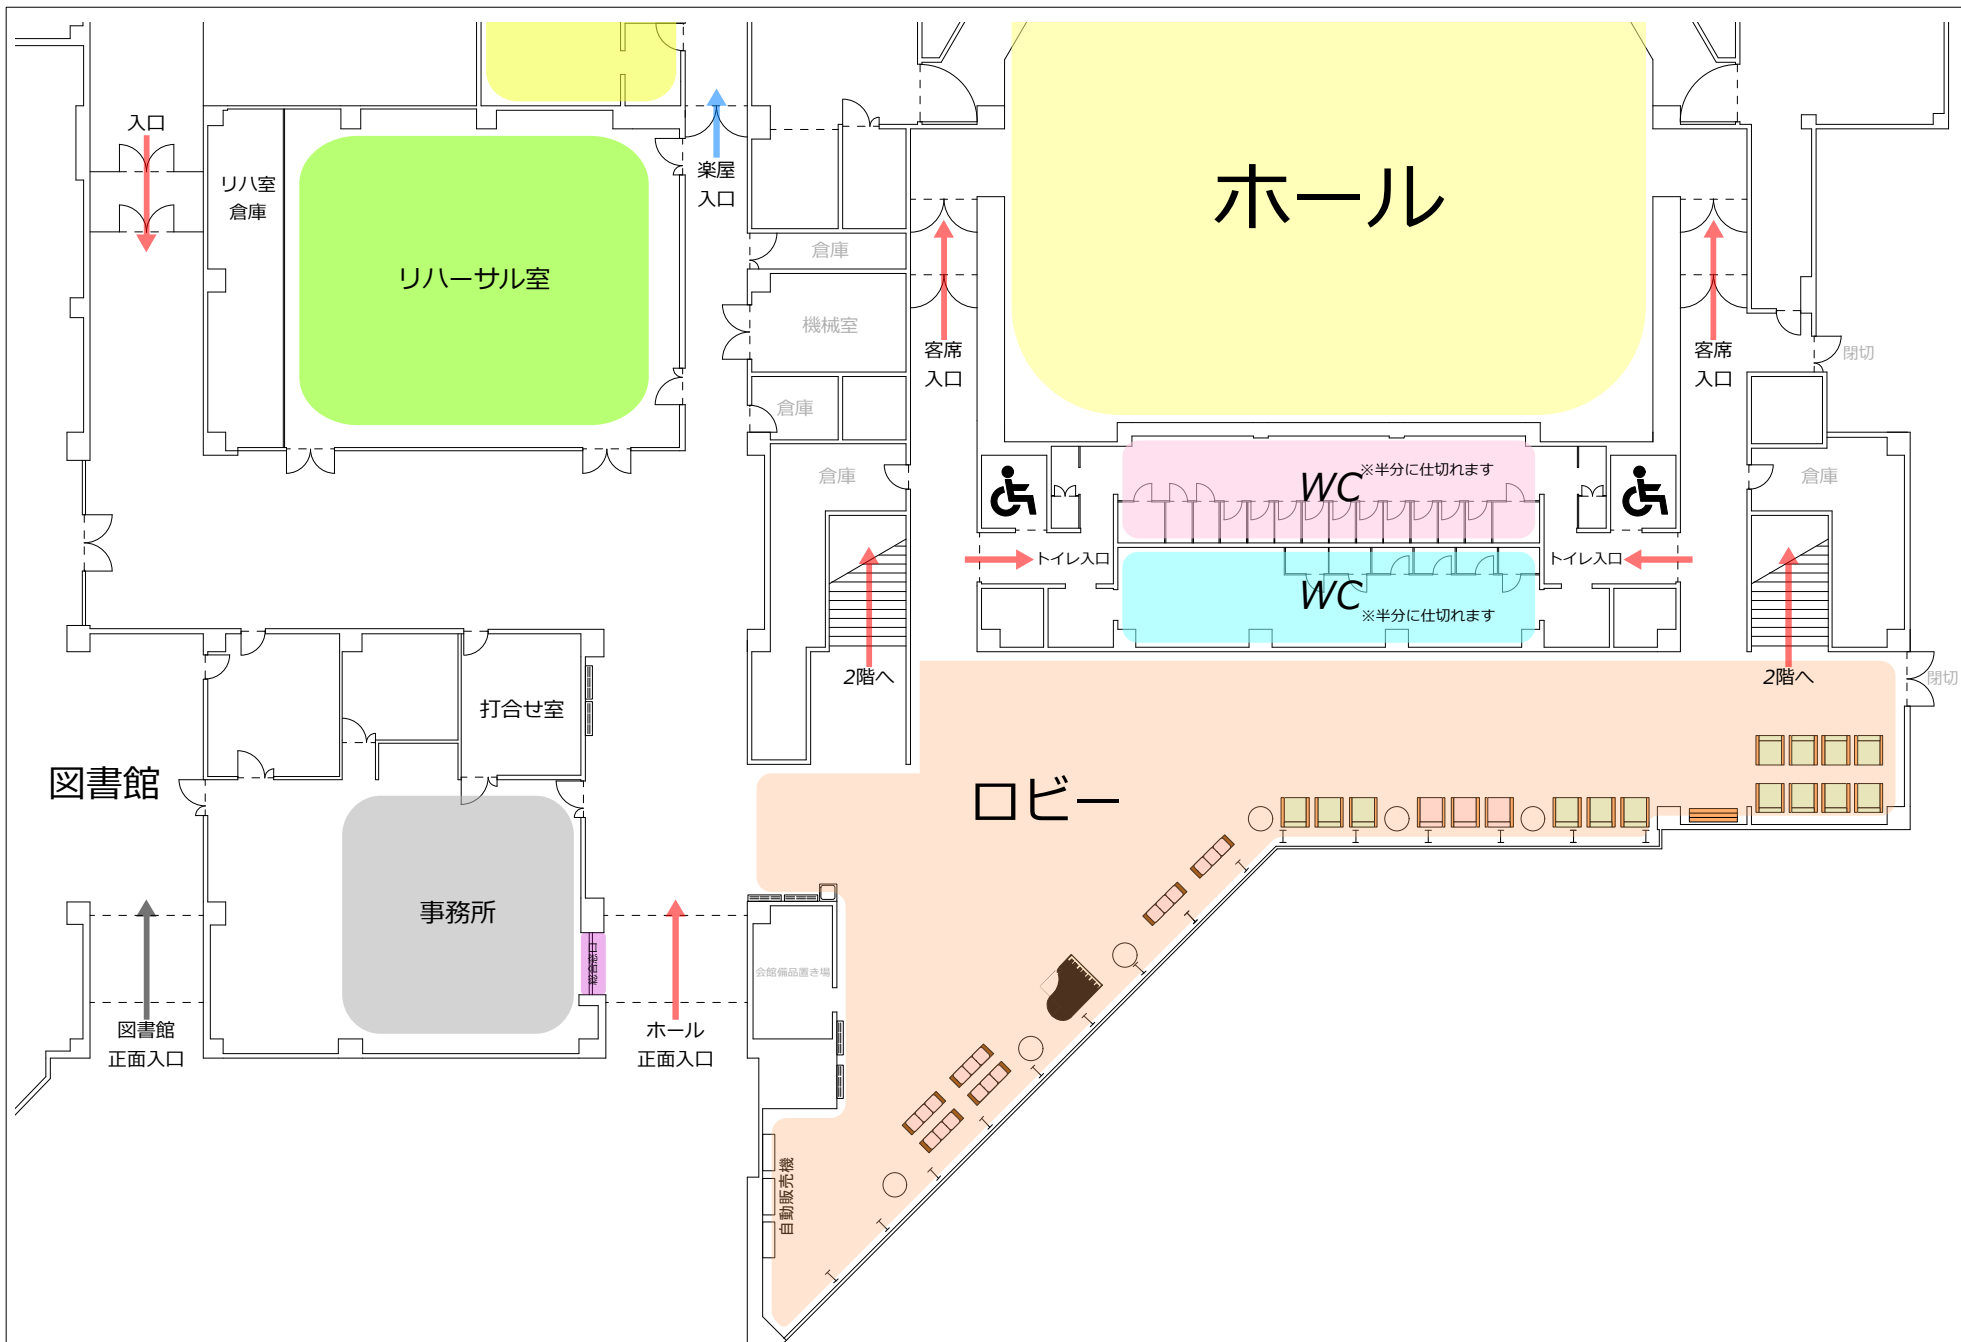 入口
楽屋
入口
リハ室
倉庫
リハーサル室
ホール
倉庫
機械室
倉庫
倉庫
客席
入口
客席
入口
閉切
WC
※半分に仕切れます
トイレ入口
トイレ入口
WC
※半分に仕切れます
倉庫
2階へ
2階へ
閉切
打合せ室
図書館
ロビー
事務所
総合窓口
会館備品置き場
図書館
正面入口
ホール
正面入口
自動販売機